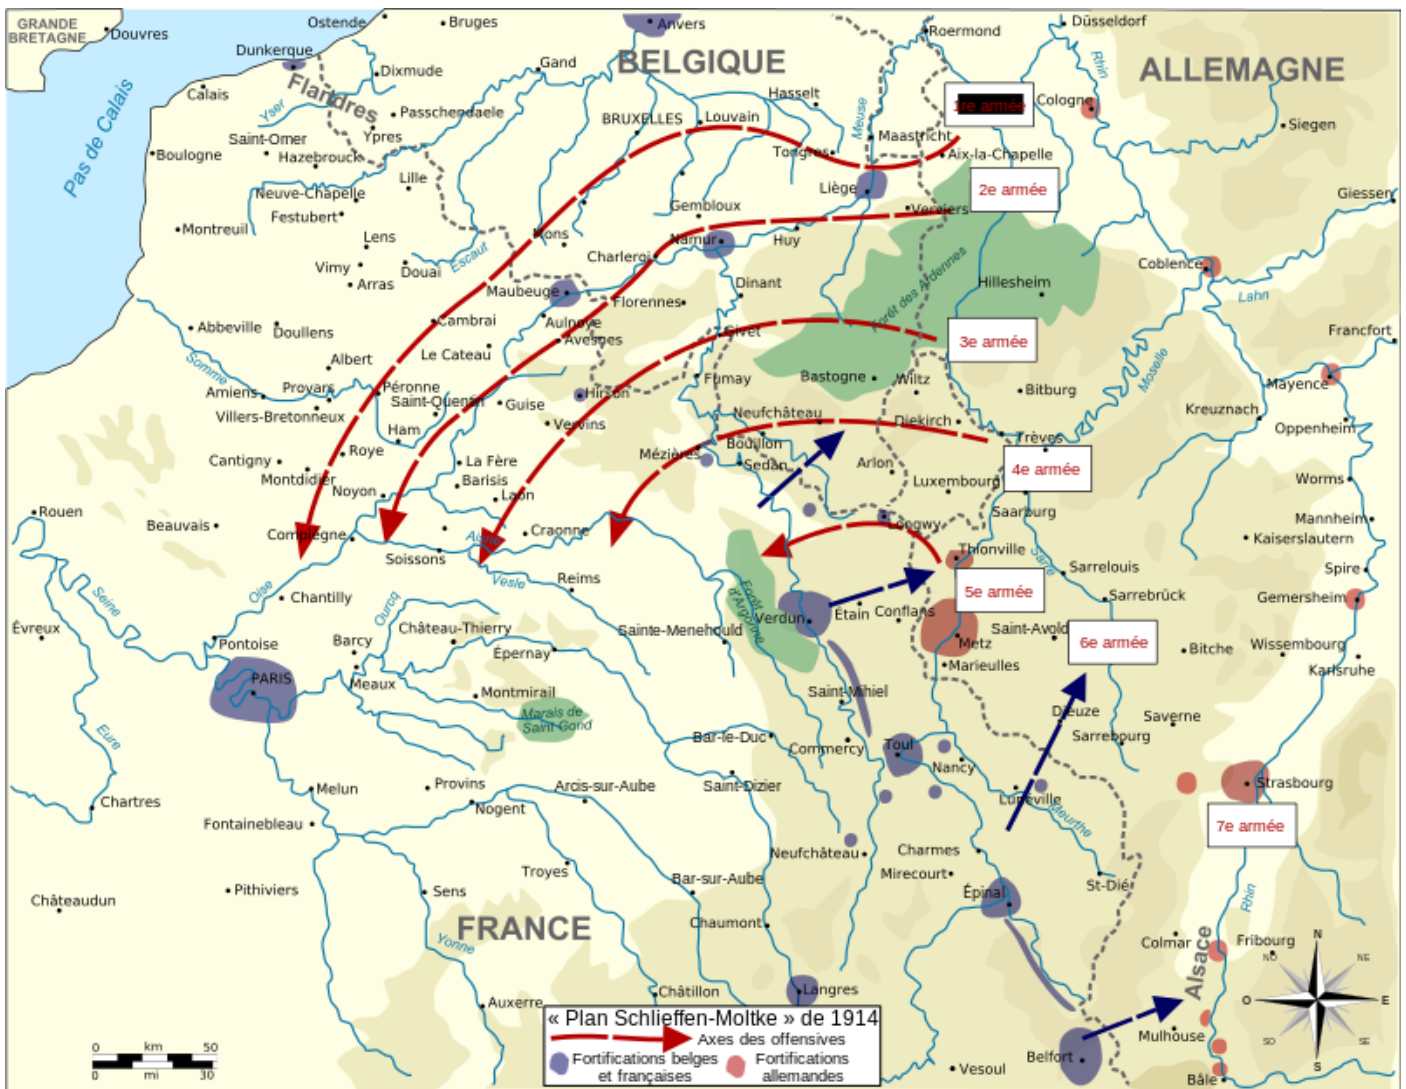 GRANDE
BRETAGNE
Douvres
Ostende
Bruges
Anvers
Roermond
Düsseldorf
Dunkerque
BELGIQUE
ALLEMAGNE
Rhin
Pas de Calais
Calais
Flandres
Dixmude
Gand
Hasselt
Meuse
1re armée
Cologne
Yser
Passchendaele
BRUXELLES
Louvain
Siegen
Saint-Omer
Ypres
Maastricht
Boulogne
Hazebrouck
Tongres
Aix-la-Chapelle
Lille
Liège
2e armée
Giessen
Neuve-Chapelle
Festubert
Gembloux
Verviers
Montreuil
Lens
Mons
Namur
Huy
Escaut
Charleroi
Vimy
Douai
Arras
Coblence
Dinant
Forêt des Ardennes
Hillesheim
Maubeuge
Florennes
Lahn
Abbeville
Doullens
Cambrai
Aulnoye
Givet
Francfort
Avesnes
3e armée
Somme
Albert
Le Cateau
Moselle
Amiens
Provars
Péronne
Hirson
Fumay
Bastogne
Wiltz
Bitburg
Mayence
Villers-Bretonneux
Saint-Quentin
Guise
Neufchâteau
Diekirch
Kreuznach
Ham
Vervins
Bouillon
Trèves
Oppenheim
Cantigny
Roye
La Fère
Mézières
Sedan
Arlon
4e armée
Montdidier
Barisis
Luxembourg
Worms
Noyon
Laon
Saarburg
Rouen
Beauvais
Compiègne
Craonne
Longwy
Mannheim
Aisne
Kaiserslautern
Soissons
Thionville
Sarre
Oise
Vesle
Reims
Sarrelouis
Spire
Seine
Chantilly
Forêt
d'Argonne
5e armée
Sarrebrück
Gemersheim
Ourcq
Verdun
Étain
Conflans
Évreux
Pontoise
Barcy
Château-Thierry
Sainte-Menehould
Metz
Saint-Avold
6e armée
Bitche
Wissembourg
Épernay
Marieulles
Karlsruhe
PARIS
Meaux
Montmirail
Saint-Mihiel
Marais de
Saint Gond
Dieuze
Saverne
Eure
Bar-le-Duc
Commercy
Toul
Sarrebourg
Nancy
Chartres
Melun
Provins
Arcis-sur-Aube
Saint-Dizier
Lunéville
Strasbourg
Nogent
Meurthe
Fontainebleau
7e armée
Neufchâteau
Charmes
Troyes
Mirecourt
St-Dié
Châteaudun
Pithiviers
Sens
Bar-sur-Aube
Épinal
Rhin
FRANCE
Chaumont
Yonne
Colmar
Alsace
Fribourg
N
NO
NE
O
E
SO
SE
S
Auxerre
Châtillon
Langres
Mulhouse
Belfort
Vesoul
Bâle
« Plan Schlieffen-Moltke » de 1914
Axes des offensives
Fortifications belges
et françaises
Fortifications
allemandes
0 km 50
0 mi 30